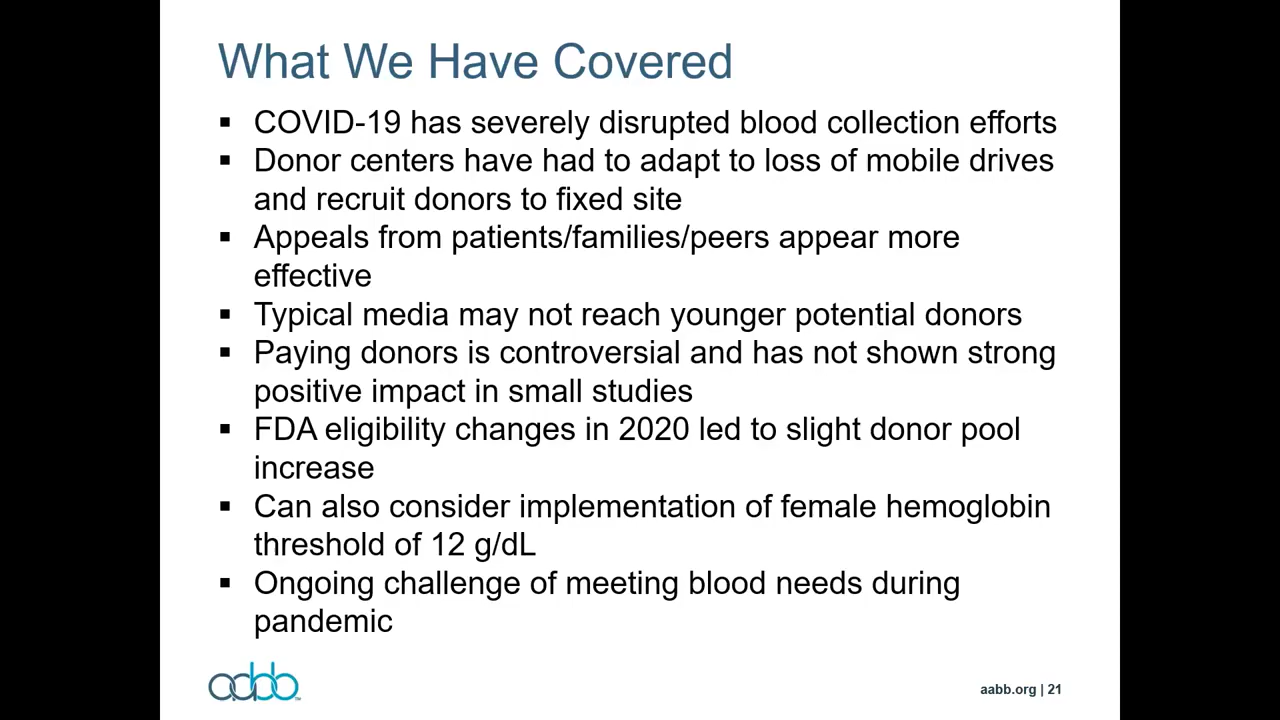 What We Have Covered
▪ COVID-19 has severely disrupted blood collection efforts
▪ Donor centers have had to adapt to loss of mobile drives
and recruit donors to fixed site
▪ Appeals from patients/families/peers appear more
effective
▪ Typical media may not reach younger potential donors
▪ Paying donors is controversial and has not shown strong
positive impact in small studies
▪ FDA eligibility changes in 2020 led to slight donor pool
increase
▪ Can also consider implementation of female hemoglobin
threshold of 12 g/dL
▪ Ongoing challenge of meeting blood needs during
pandemic
aabb™
aabb.org | 21